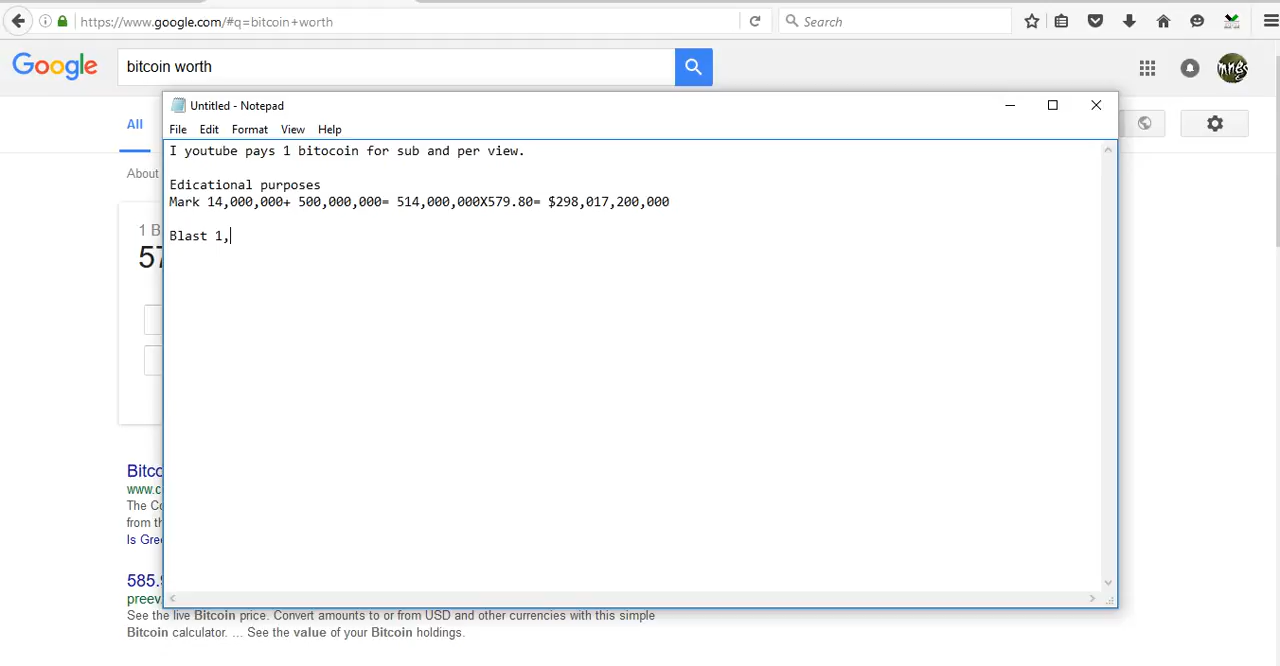 https://www.google.com/#q=bitcoin+worth
Search
Google
bitcoin worth
Untitled - Notepad
File Edit Format View Help
All
I youtube pays 1 bitocoin for sub and per view.
About
Edicational purposes
Mark 14,000,000+ 500,000,000= 514,000,000X579.80= $298,017,200,000
1 B
Blast 1,
57
Bitco
www.c
The Co
from th
Is Gree
585.9
preev.
See the live Bitcoin price. Convert amounts to or from USD and other currencies with this simple
Bitcoin calculator. ... See the value of your Bitcoin holdings.